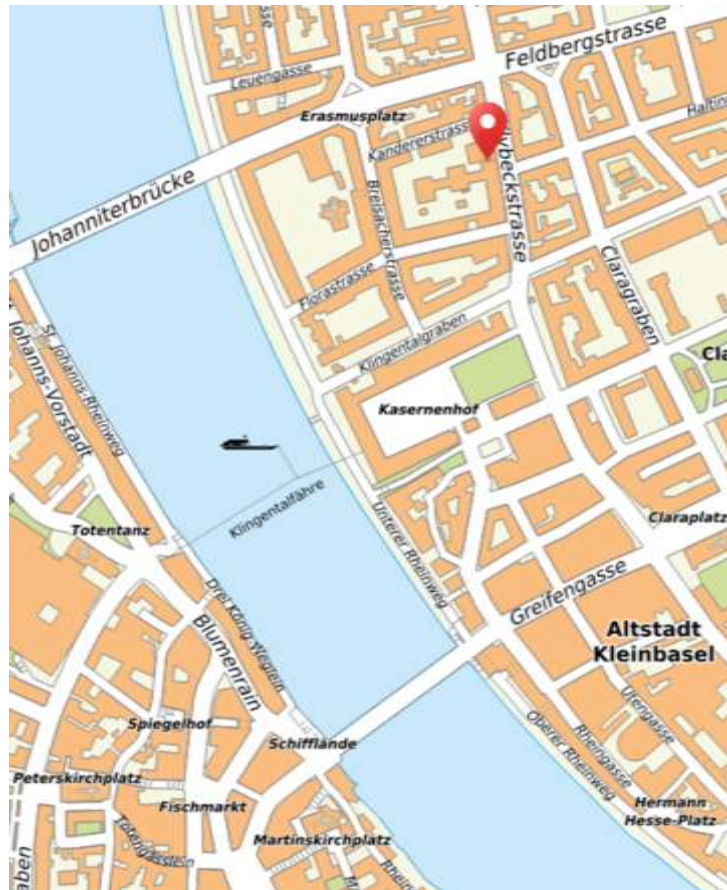 Feldbergstrasse
Leuengasse
Erasmusplatz
Kandererstrasse
Johanniterbrücke
Breisacherstrasse
Florastrasse
Claragraben
St. Johanns-Rheinweg
Johanns-Vorstadt
Klingentalgraben
Kasernenhof
Klingentalfähre
Totentanz
Unterer Rheinweg
Claraplatz
Greifengasse
Drei König-Weglein
Blumenrain
Altstadt
Kleinbasel
Utengasse
Spiegelhof
Schifflände
Rheingasse
Oberer Rheinweg
Peterskirchplatz
Fischmarkt
Hermann
Hesse-Platz
Totengässlein
Martinskirchplatz